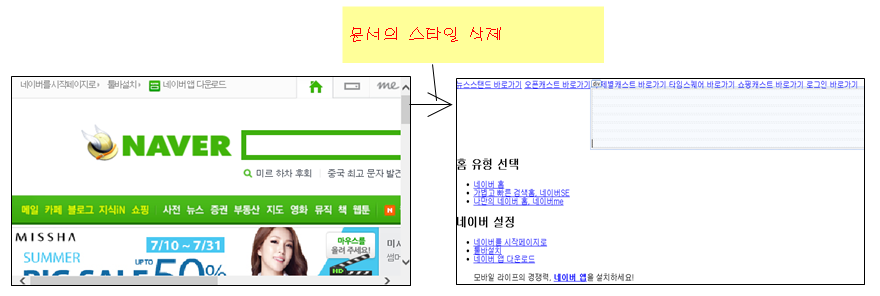 문서의 스타일 삭제
네이버를 시작페이지로 툴바설치 네이버앱 다운로드
me
NAVER
미르 하차 후회 중국 최고 문자 발견
메일 카페 블로그 지식iN 쇼핑 사전 뉴스 증권 부동산 지도 영화 뮤직 책 웹툰
MISSHA
SUMMER
BIG SALE UP TO 50%
7/10 ~ 7/31
마우스를
올려 주세요!
HD
뉴스스탠드 바로가기 오픈캐스트 바로가기 주제별캐스트 바로가기 타임스퀘어 바로가기 쇼핑캐스트 바로가기 로그인 바로가기
홈 유형 선택
네이버 홈
가볍고 빠른 검색홈, 네이버SE
나만의 네이버 홈, 네이버me
네이버 설정
네이버를 시작페이지로
툴바설치
네이버 앱 다운로드
모바일 라이프의 경쟁력, 네이버 앱을 설치하세요!